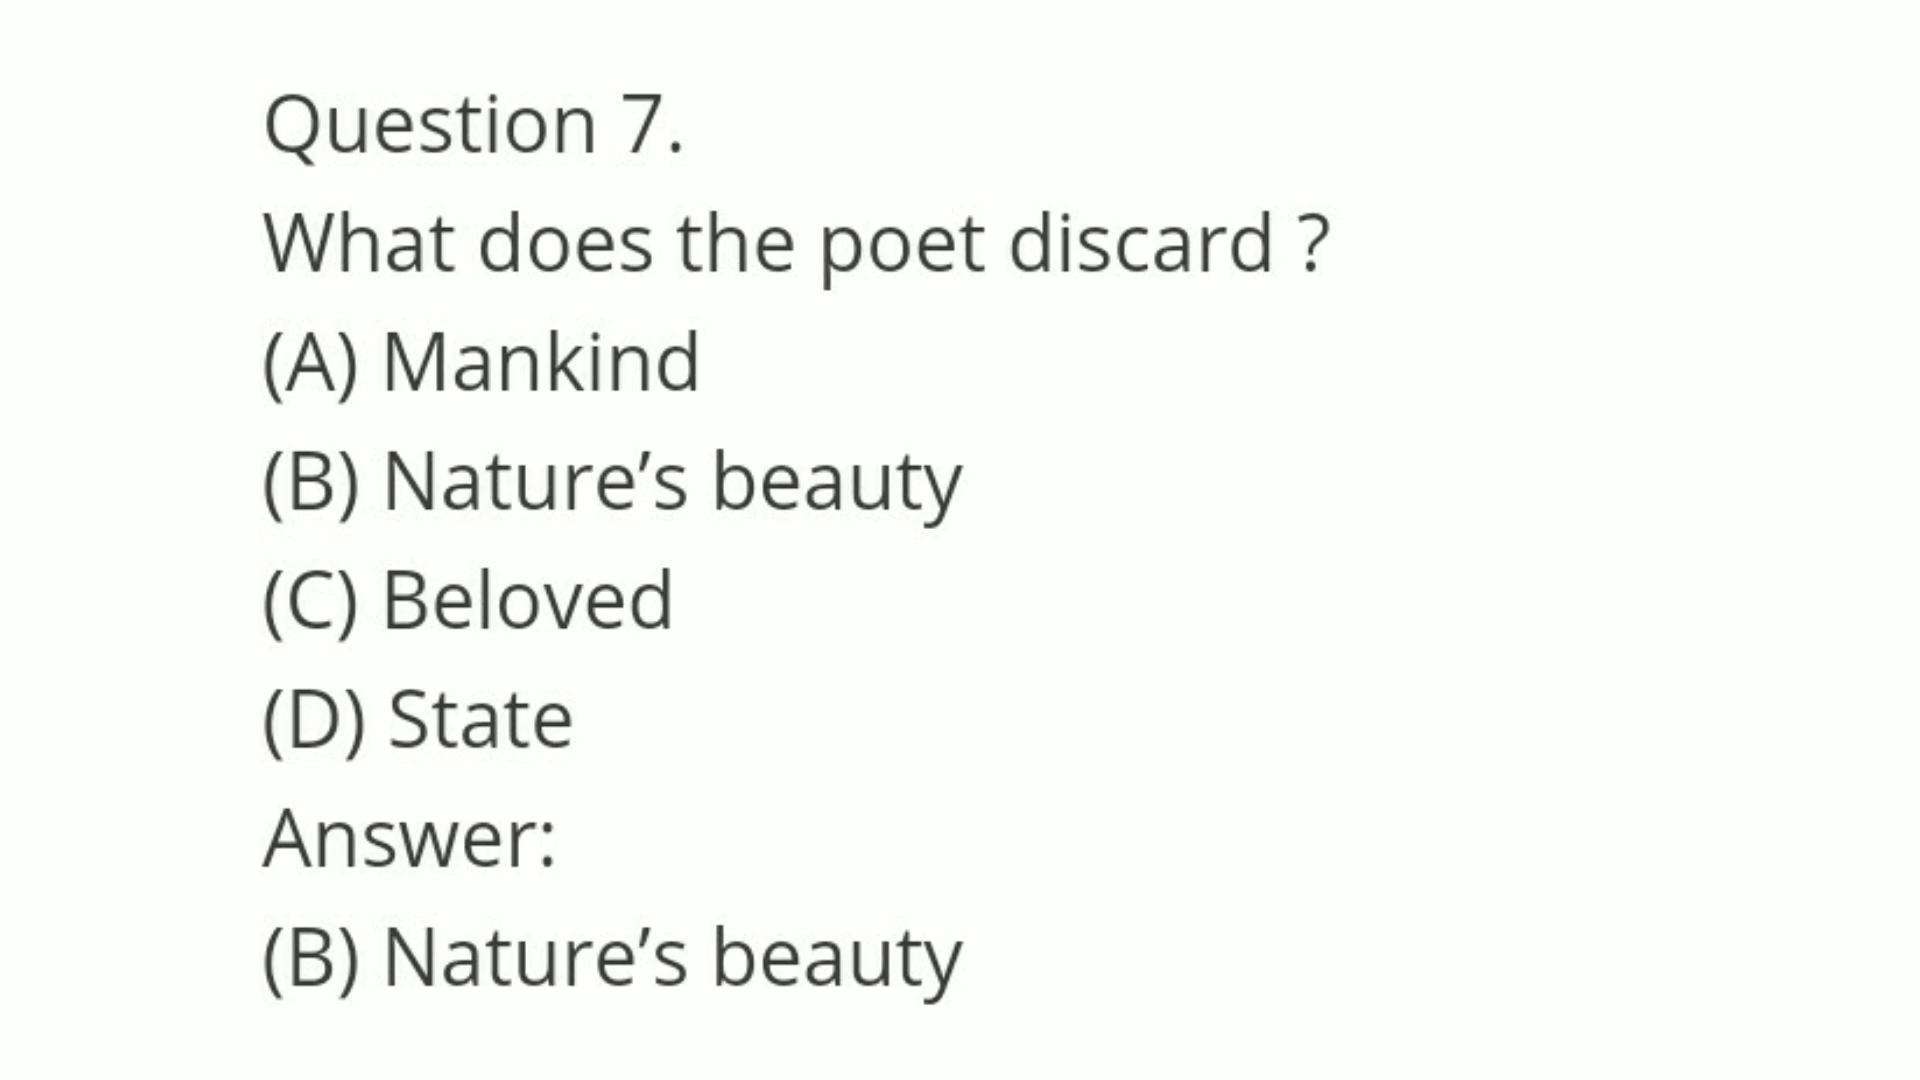 Question 7.
What does the poet discard ?
(A) Mankind
(B) Nature’s beauty
(C) Beloved
(D) State
Answer:
(B) Nature’s beauty